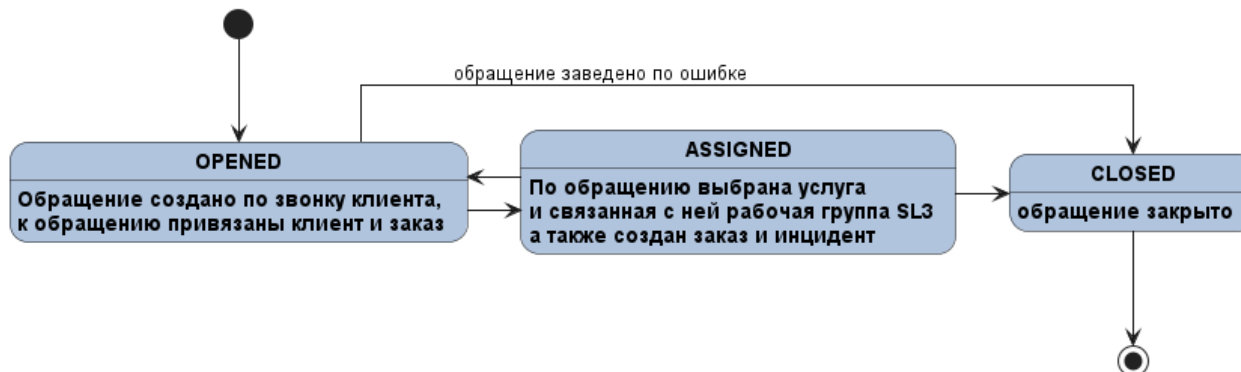 обращение заведено по ошибке
OPENED
Обращение создано по звонку клиента,
к обращению привязаны клиент и заказ
ASSIGNED
По обращению выбрана услуга
и связанная с ней рабочая группа SL3
а также создан заказ и инцидент
CLOSED
обращение закрыто